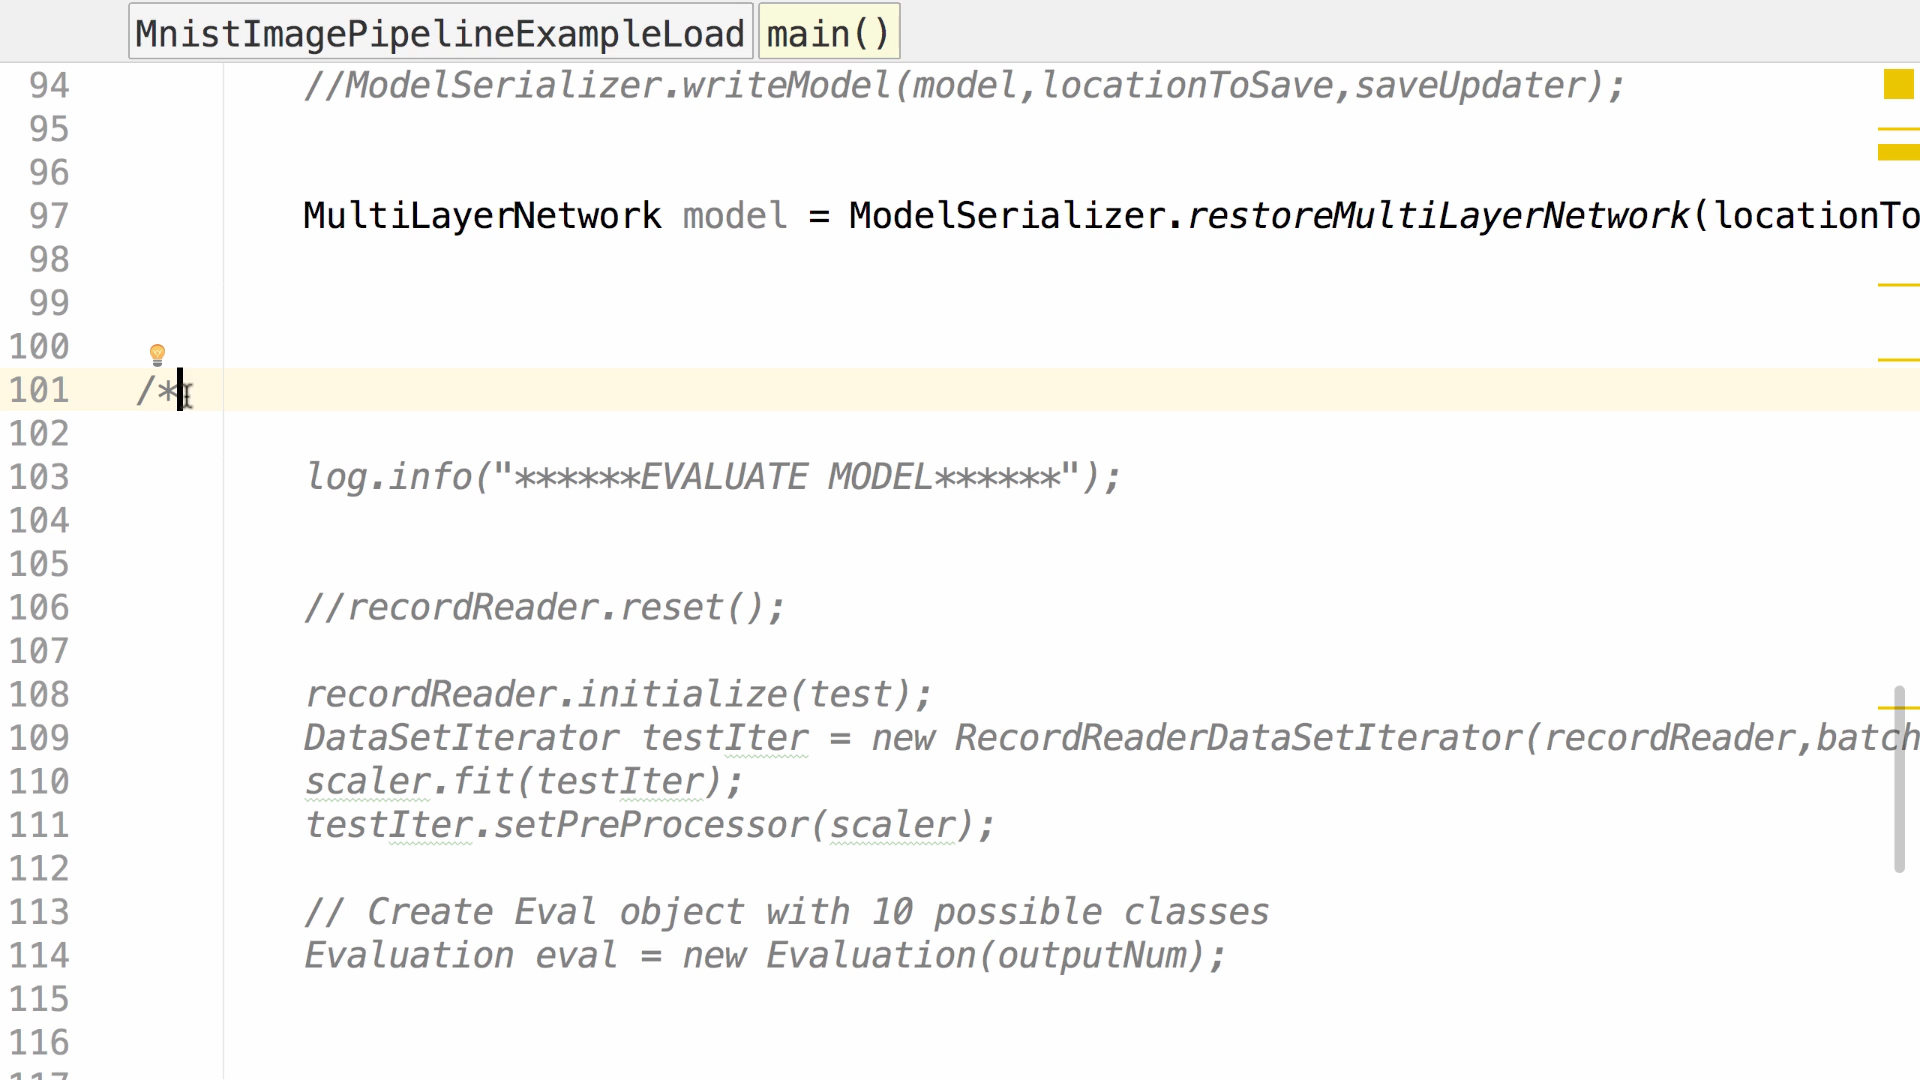 MnistImagePipelineExampleLoad main()
94 //ModelSerializer.writeModel(model,locationToSave,saveUpdater);
95
96
97 MultiLayerNetwork model = ModelSerializer.restoreMultiLayerNetwork(locationTo
98
99
100
101 /*
102
103 log.info("******EVALUATE MODEL******");
104
105
106 //recordReader.reset();
107
108 recordReader.initialize(test);
109 DataSetIterator testIter = new RecordReaderDataSetIterator(recordReader,batch
110 scaler.fit(testIter);
111 testIter.setPreProcessor(scaler);
112
113 // Create Eval object with 10 possible classes
114 Evaluation eval = new Evaluation(outputNum);
115
116
117